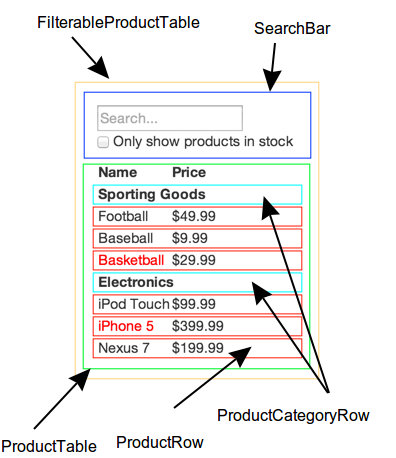 FilterableProductTable
SearchBar
Search...
Only show products in stock
Name Price
Sporting Goods
Football $49.99
Baseball $9.99
Basketball $29.99
Electronics
iPod Touch $99.99
iPhone 5 $399.99
Nexus 7 $199.99
ProductCategoryRow
ProductTable ProductRow